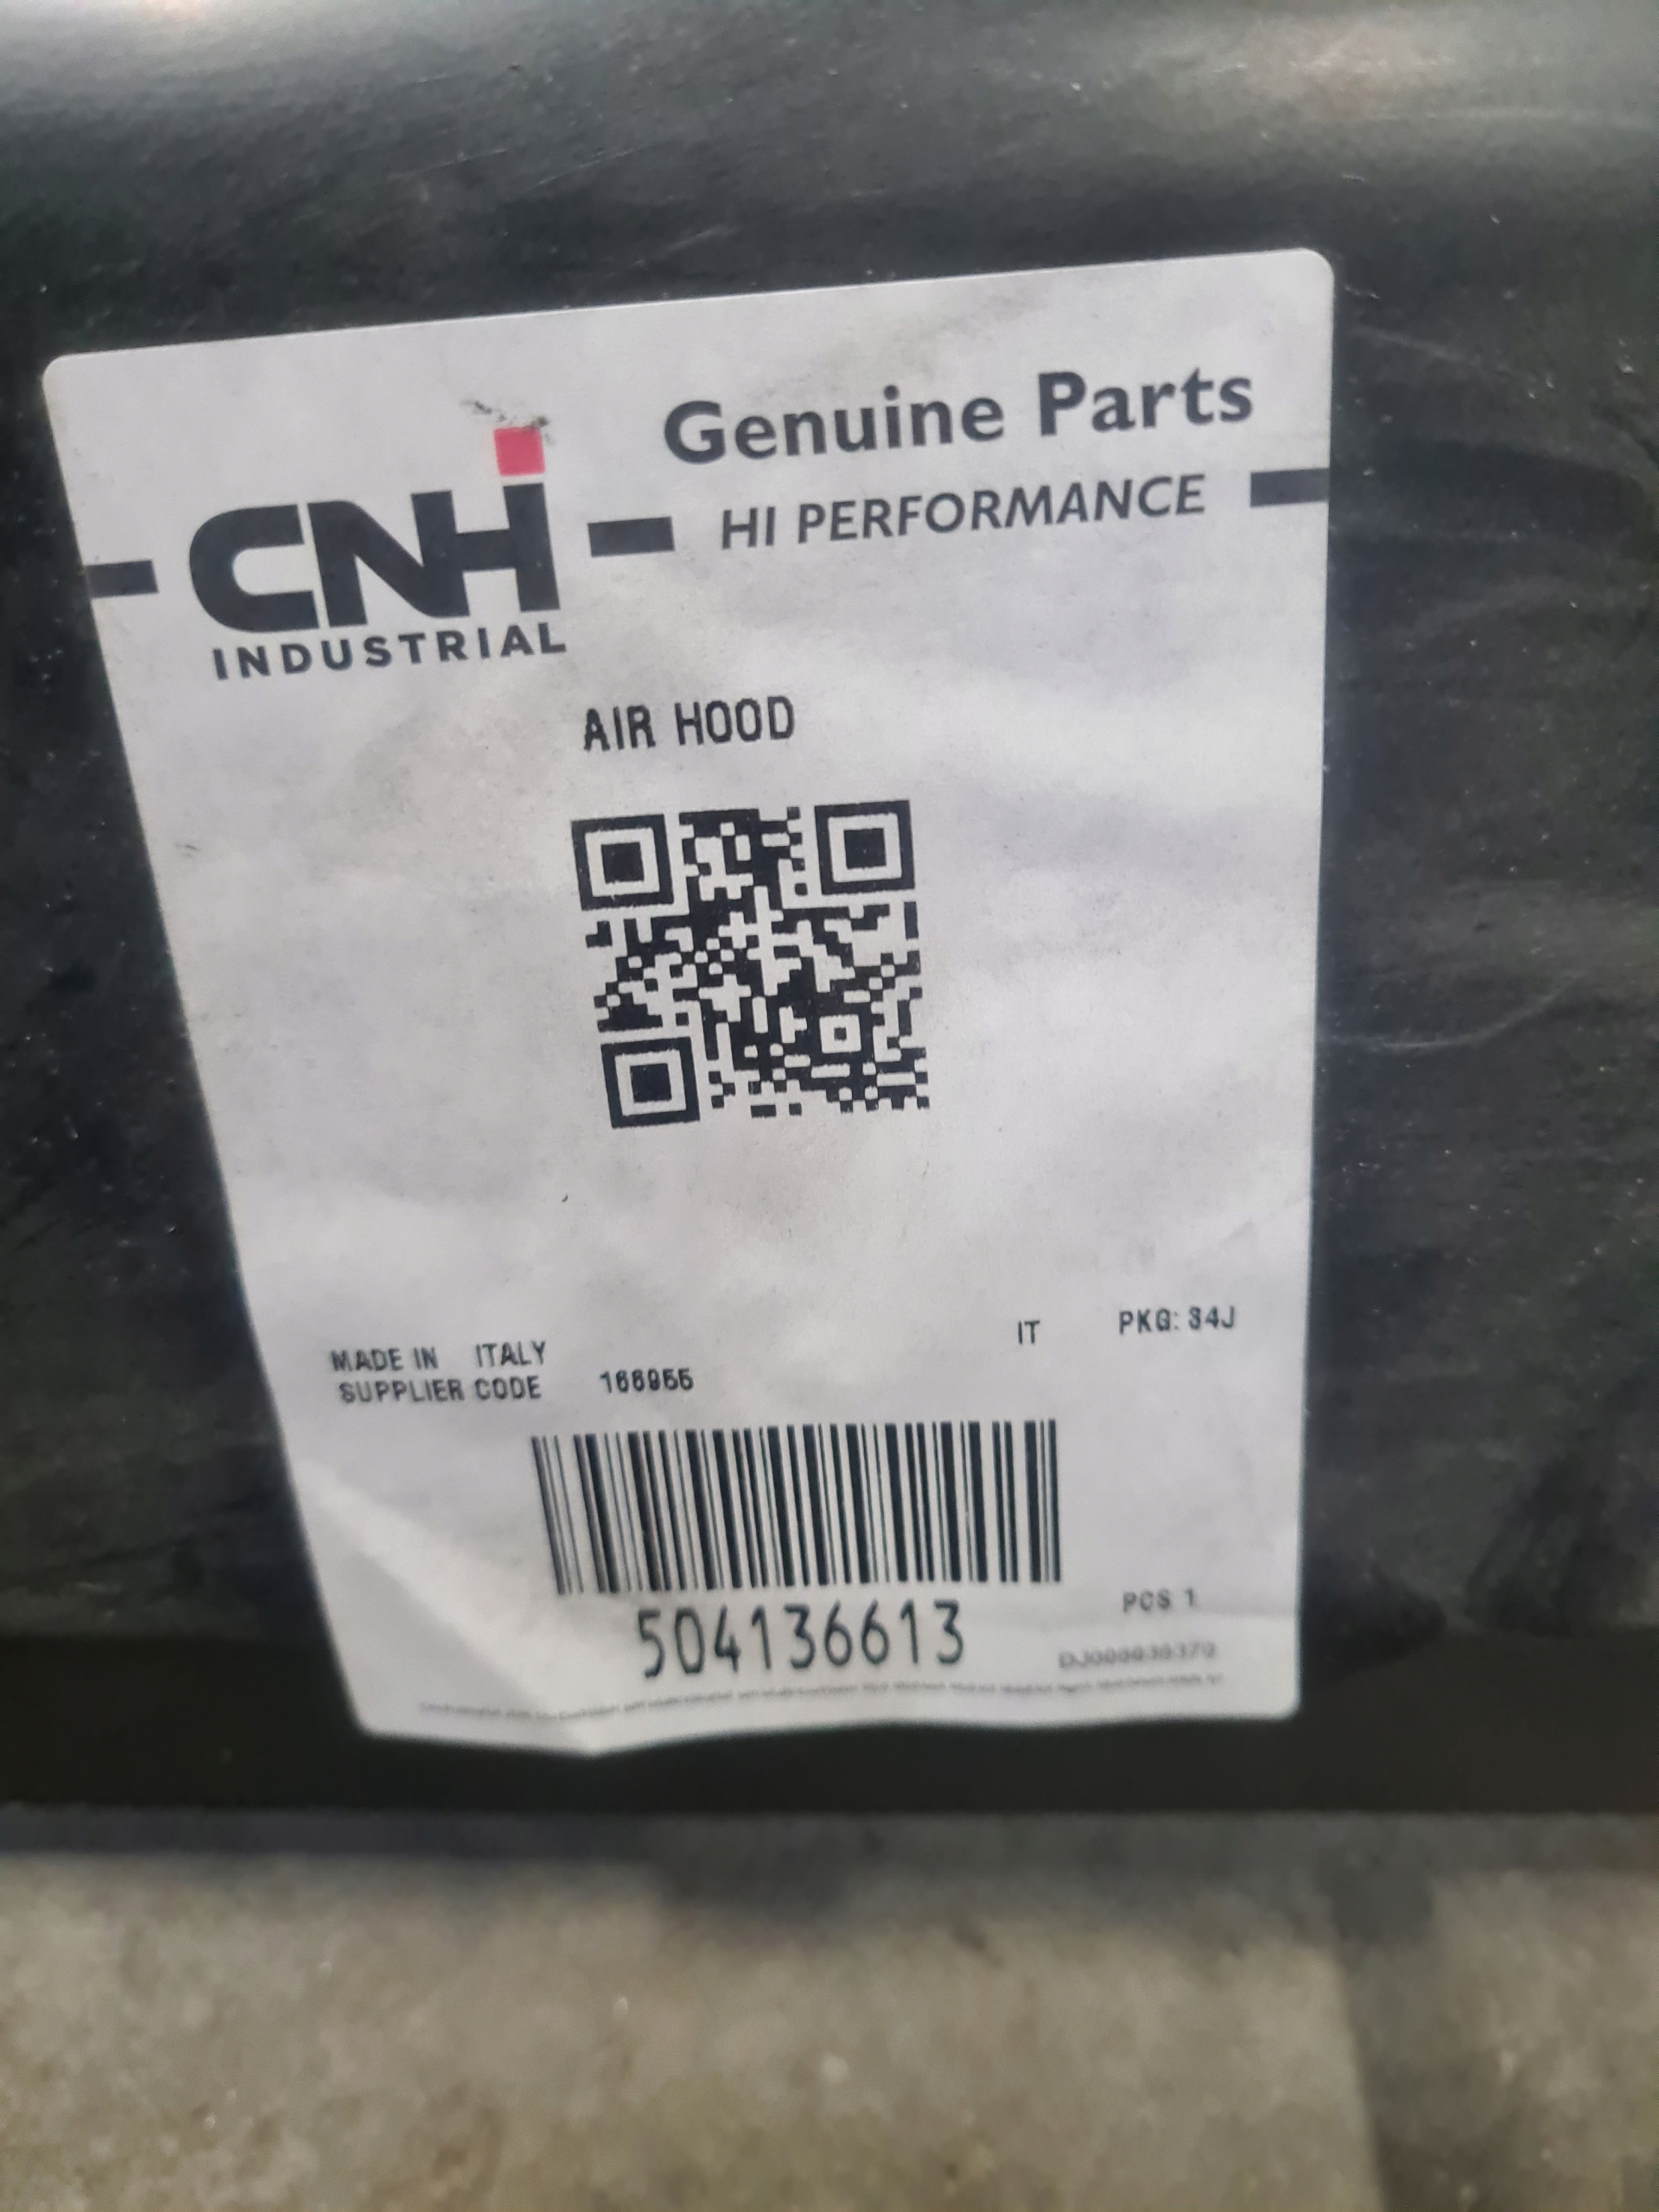 Genuine Parts
HI PERFORMANCE
CNH
INDUSTRIAL
AIR HOOD
IT PKG: S4J
MADE IN ITALY
SUPPLIER CODE 166955
504136613
PCS 1